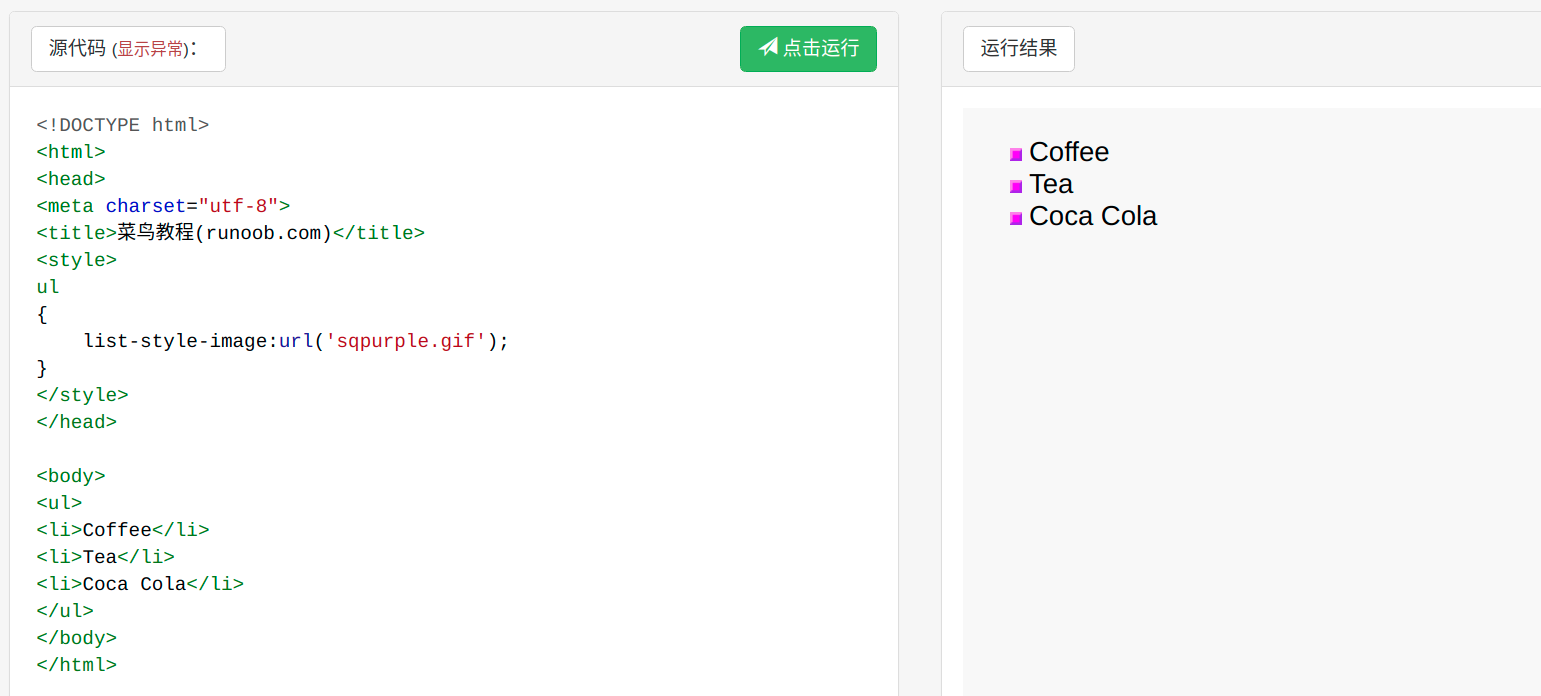 源代码 (显示异常)：
点击运行
<!DOCTYPE html>
<html>
<head>
<meta charset="utf-8">
<title>菜鸟教程(runoob.com)</title>
<style>
ul
{
    list-style-image:url('sqpurple.gif');
}
</style>
</head>

<body>
<ul>
<li>Coffee</li>
<li>Tea</li>
<li>Coca Cola</li>
</ul>
</body>
</html>
运行结果
Coffee
Tea
Coca Cola